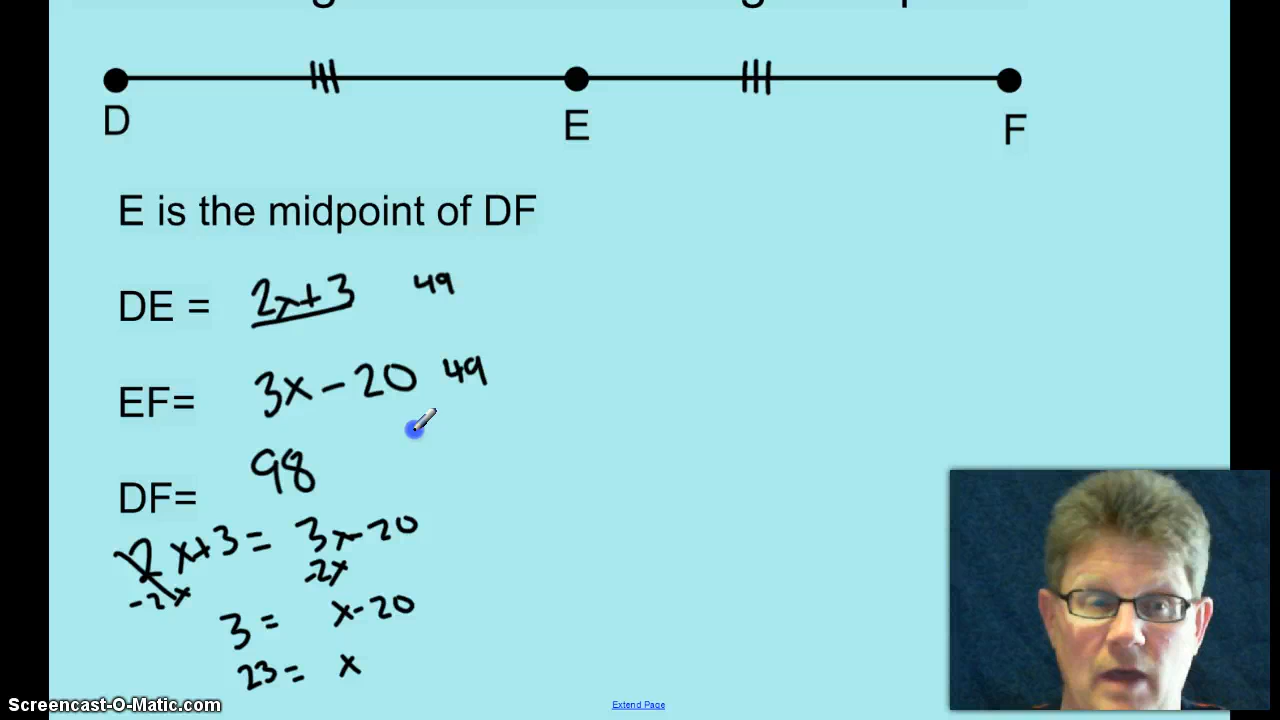 D E F
E is the midpoint of DF
DE = 2x+3 49
EF= 3x-20 49
DF= 98
2x+3 = 3x-20
-2x -2x
3 = x-20
23 = x
Screencast-O-Matic.com
Extend Page